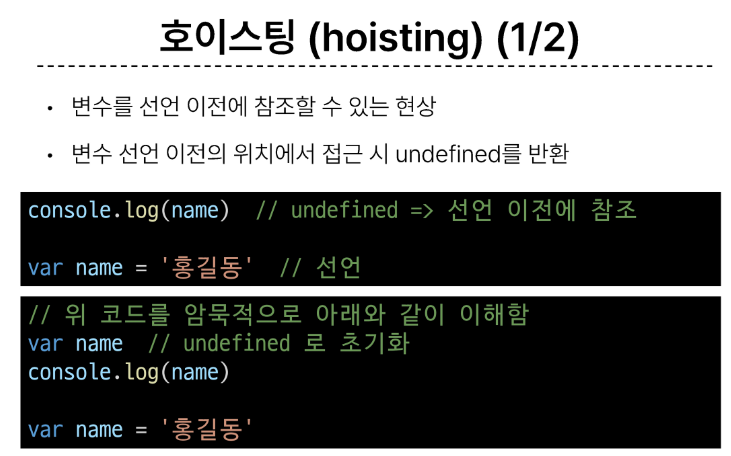 호이스팅 (hoisting) (1/2)
• 변수를 선언 이전에 참조할 수 있는 현상
• 변수 선언 이전의 위치에서 접근 시 undefined를 반환
console.log(name)  // undefined => 선언 이전에 참조
var name = '홍길동'  // 선언
// 위 코드를 암묵적으로 아래와 같이 이해함
var name  // undefined 로 초기화
console.log(name)
var name = '홍길동'